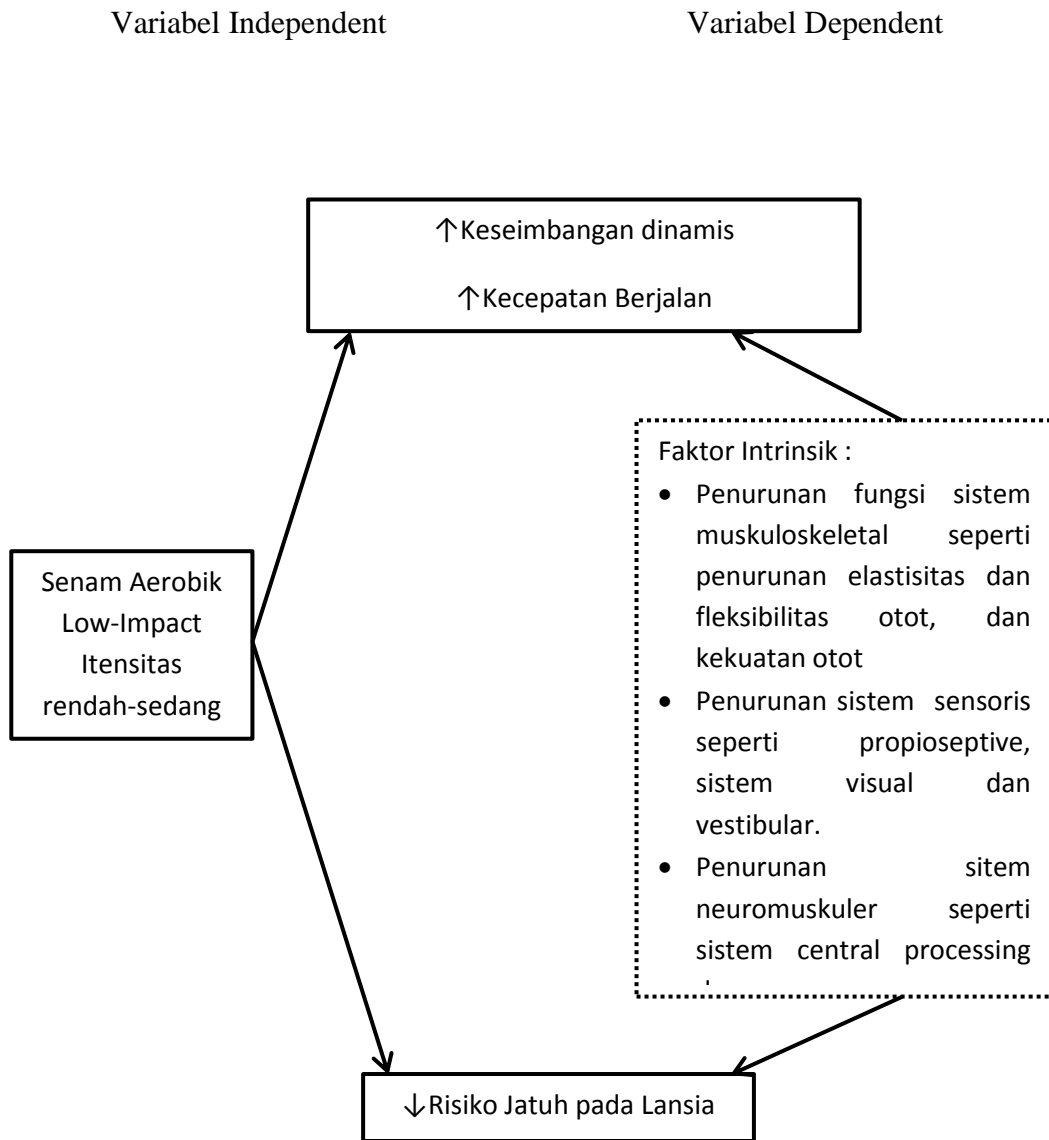 Variabel Independent
Variabel Dependent
↑Keseimbangan dinamis
↑Kecepatan Berjalan
Senam Aerobik
Low-Impact
Itensitas
rendah-sedang
Faktor Intrinsik :
• Penurunan fungsi sistem
muskuloskeletal seperti
penurunan elastisitas dan
fleksibilitas otot, dan
kekuatan otot
• Penurunan sistem sensoris
seperti propioseptive,
sistem visual dan
vestibular.
• Penurunan sitem
neuromuskuler seperti
sistem central processing
↓Risiko Jatuh pada Lansia